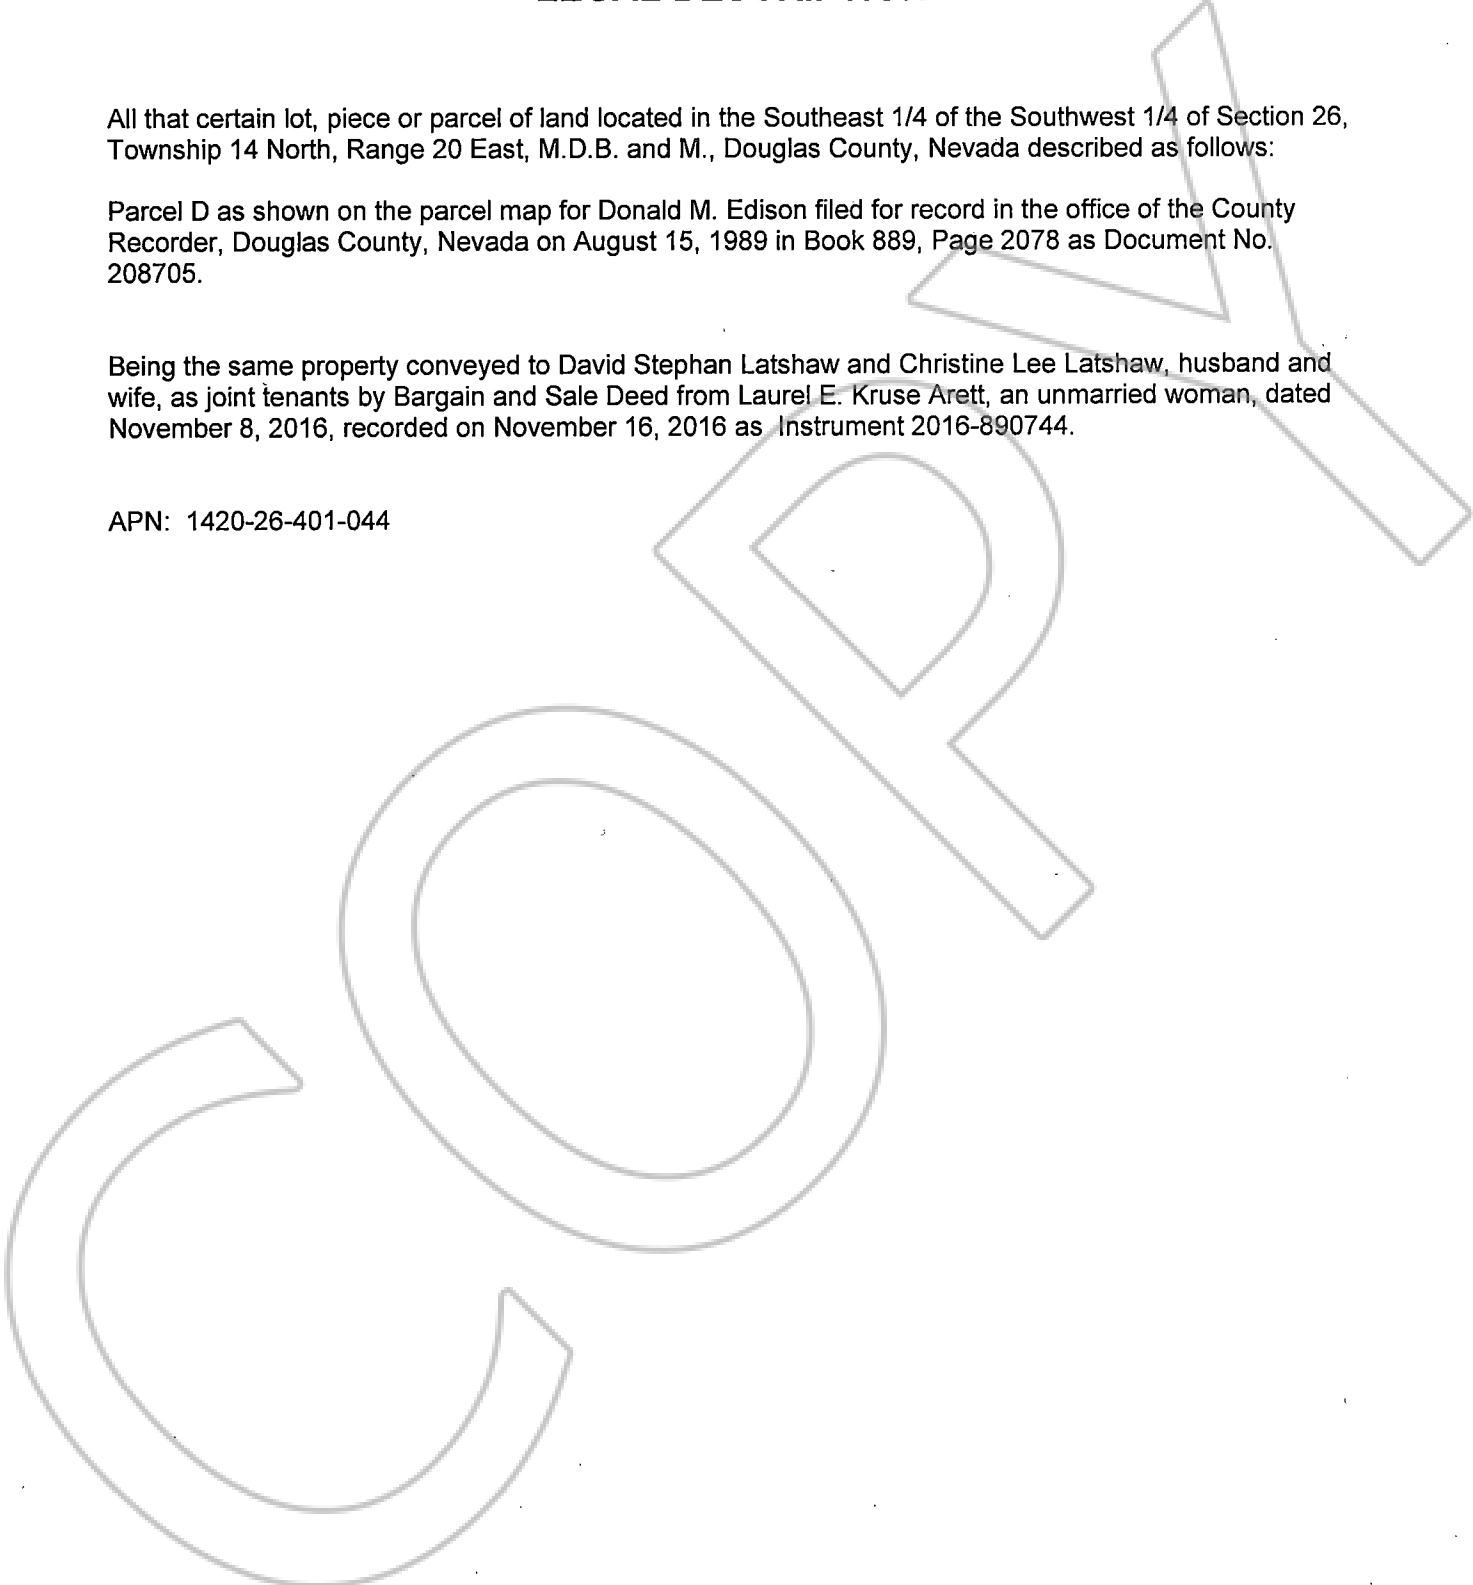 All that certain lot, piece or parcel of land located in the Southeast 1/4 of the Southwest 1/4 of Section 26,
Township 14 North, Range 20 East, M.D.B. and M., Douglas County, Nevada described as follows:
Parcel D as shown on the parcel map for Donald M. Edison filed for record in the office of the County
Recorder, Douglas County, Nevada on August 15, 1989 in Book 889, Page 2078 as Document No.
208705.
Being the same property conveyed to David Stephan Latshaw and Christine Lee Latshaw, husband and
wife, as joint tenants by Bargain and Sale Deed from Laurel E. Kruse Arett, an unmarried woman, dated
November 8, 2016, recorded on November 16, 2016 as Instrument 2016-890744.
APN: 1420-26-401-044
COPY